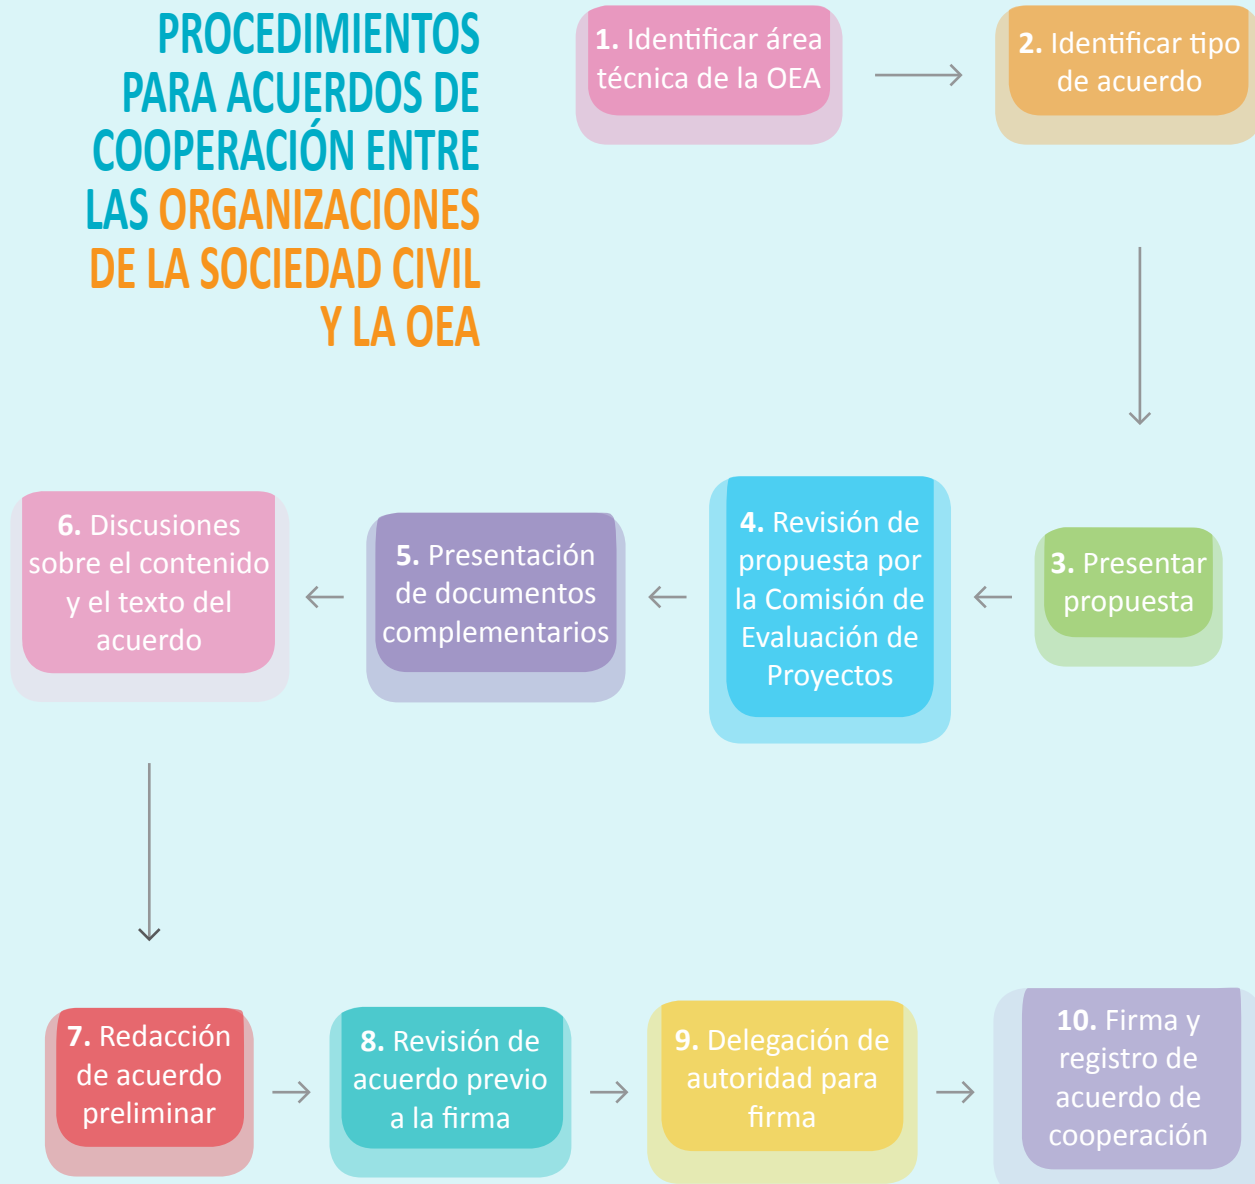 PROCEDIMIENTOS
PARA ACUERDOS DE
COOPERACIÓN ENTRE
LAS ORGANIZACIONES
DE LA SOCIEDAD CIVIL
Y LA OEA
1. Identificar área
técnica de la OEA
2. Identificar tipo
de acuerdo
3. Presentar
propuesta
4. Revisión de
propuesta por
la Comisión de
Evaluación de
Proyectos
5. Presentación
de documentos
complementarios
6. Discusiones
sobre el contenido
y el texto del
acuerdo
7. Redacción
de acuerdo
preliminar
8. Revisión de
acuerdo previo
a la firma
9. Delegación de
autoridad para
firma
10. Firma y
registro de
acuerdo de
cooperación